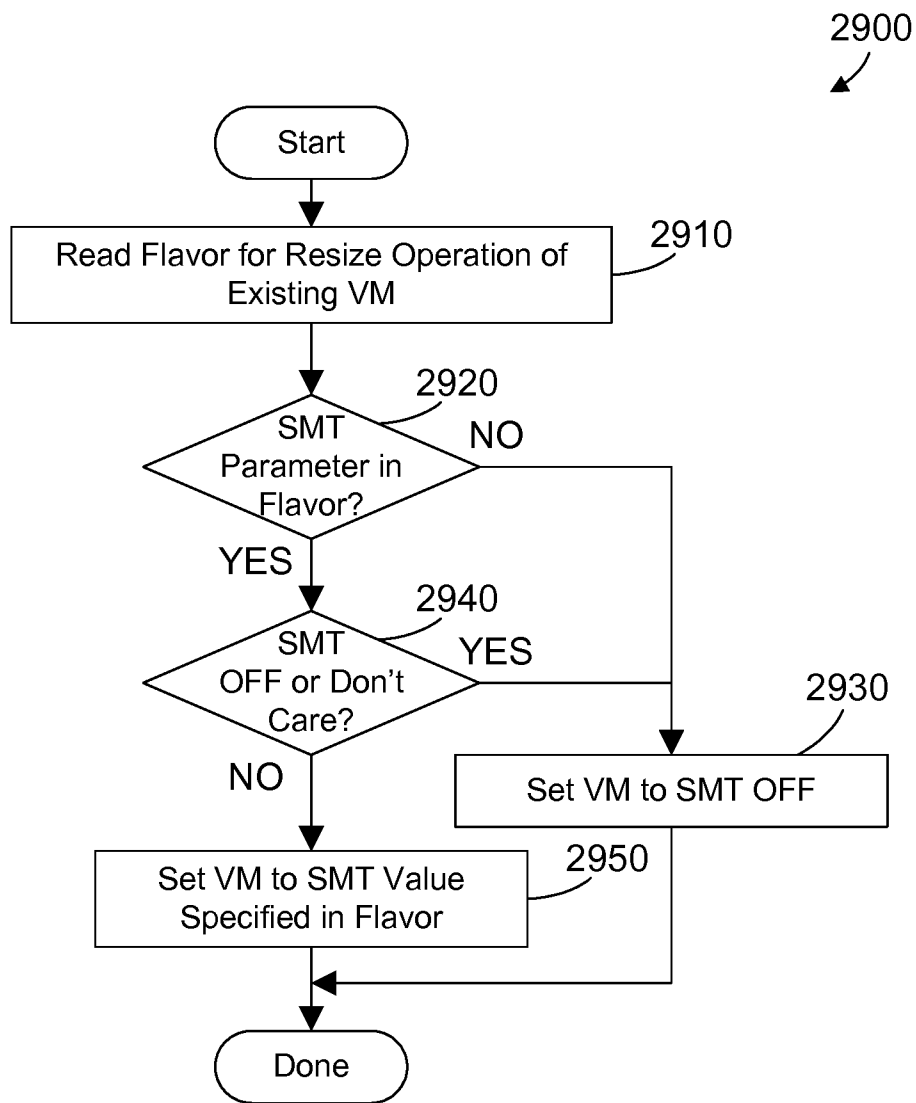 2900
Start
Read Flavor for Resize Operation of
Existing VM
2910
2920
SMT
Parameter in
Flavor?
NO
YES
2940
SMT
OFF or Don't
Care?
YES
NO
2930
Set VM to SMT OFF
2950
Set VM to SMT Value
Specified in Flavor
Done